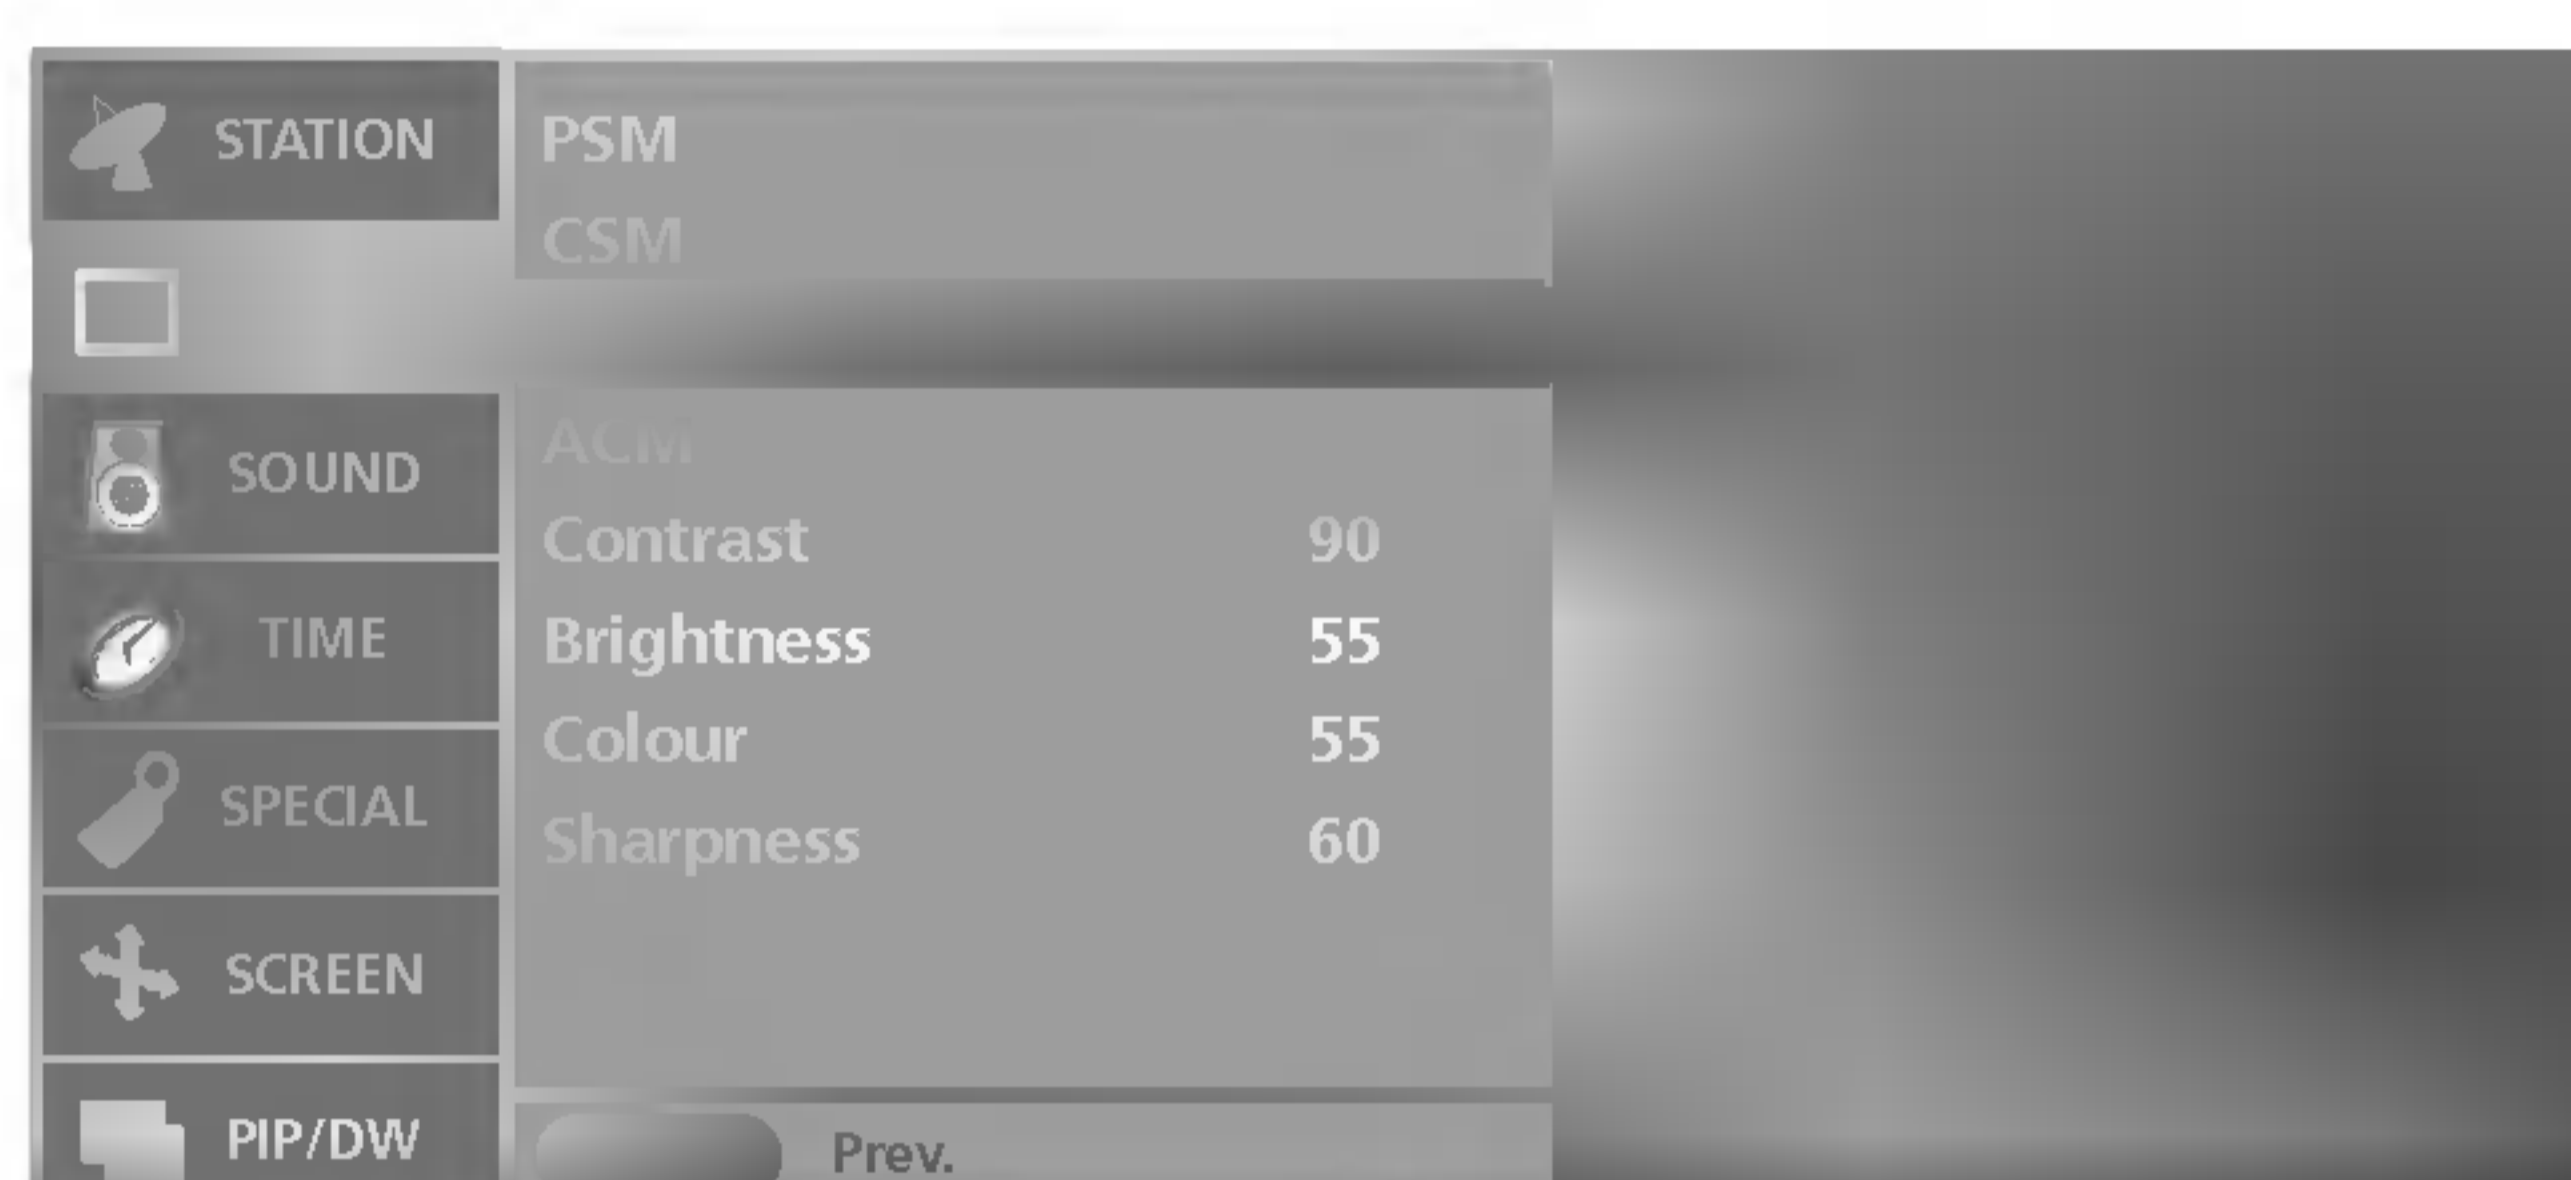 STATION
SOUND
TIME
SPECIAL
SCREEN
PIP/DW
PSM
CSM
ACM
Contrast 90
Brightness 55
Colour 55
Sharpness 60
Prev.